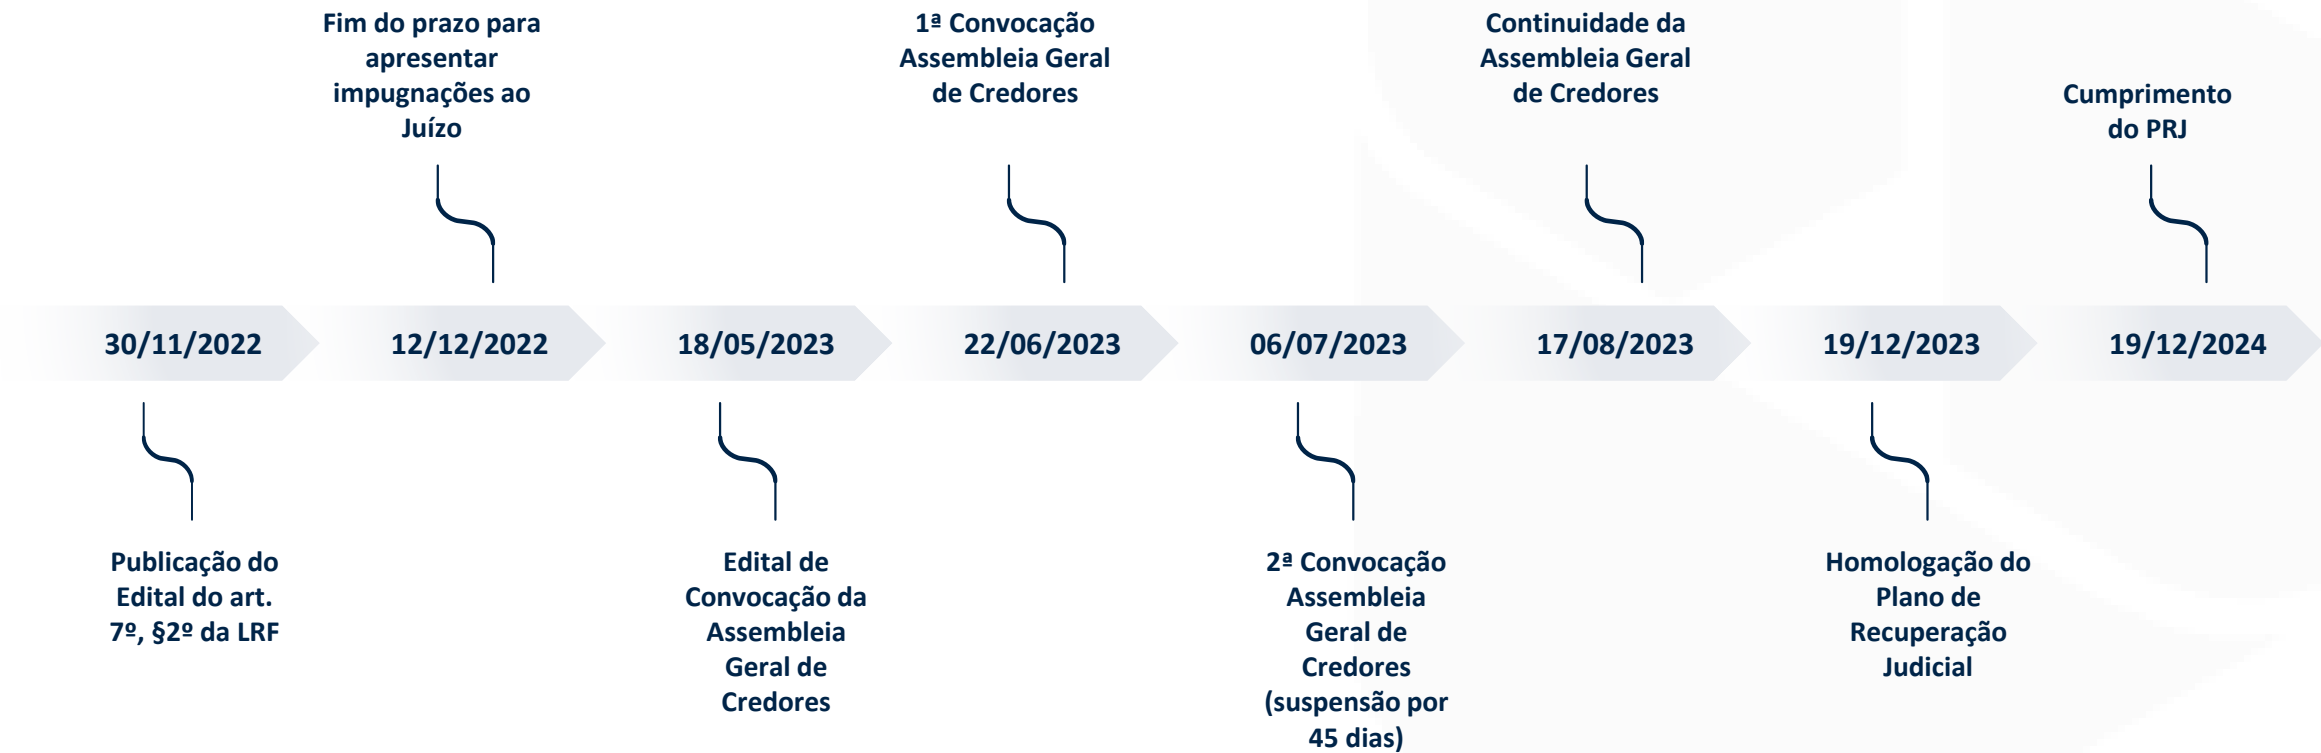 Fim do prazo para
apresentar
impugnações ao
Juízo
1ª Convocação
Assembleia Geral
de Credores
Continuidade da
Assembleia Geral
de Credores
Cumprimento
do PRJ
30/11/2022
12/12/2022
18/05/2023
22/06/2023
06/07/2023
17/08/2023
19/12/2023
19/12/2024
Publicação do
Edital do art.
7º, §2º da LRF
Edital de
Convocação da
Assembleia
Geral de
Credores
2ª Convocação
Assembleia
Geral de
Credores
(suspensão por
45 dias)
Homologação do
Plano de
Recuperação
Judicial